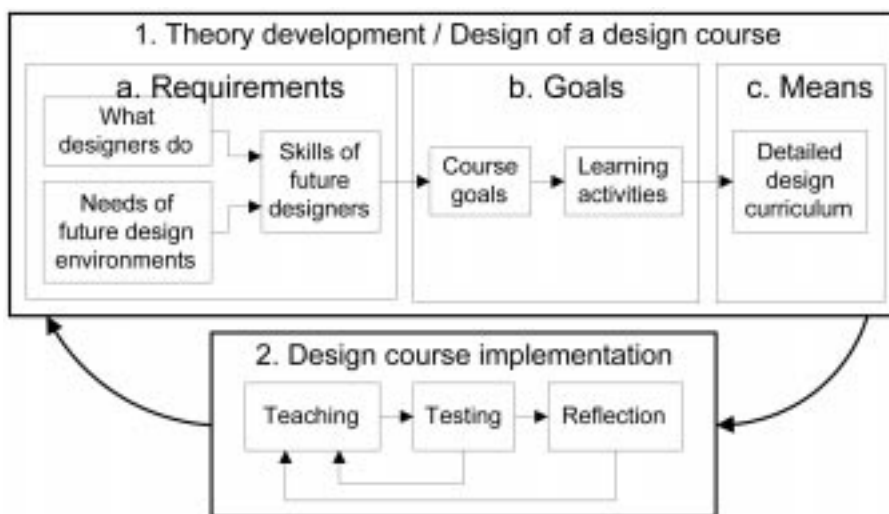 1. Theory development / Design of a design course
a. Requirements
What
designers do
Needs of
future design
environments
Skills of
future
designers
b. Goals
Course
goals
Learning
activities
c. Means
Detailed
design
curriculum
2. Design course implementation
Teaching
Testing
Reflection